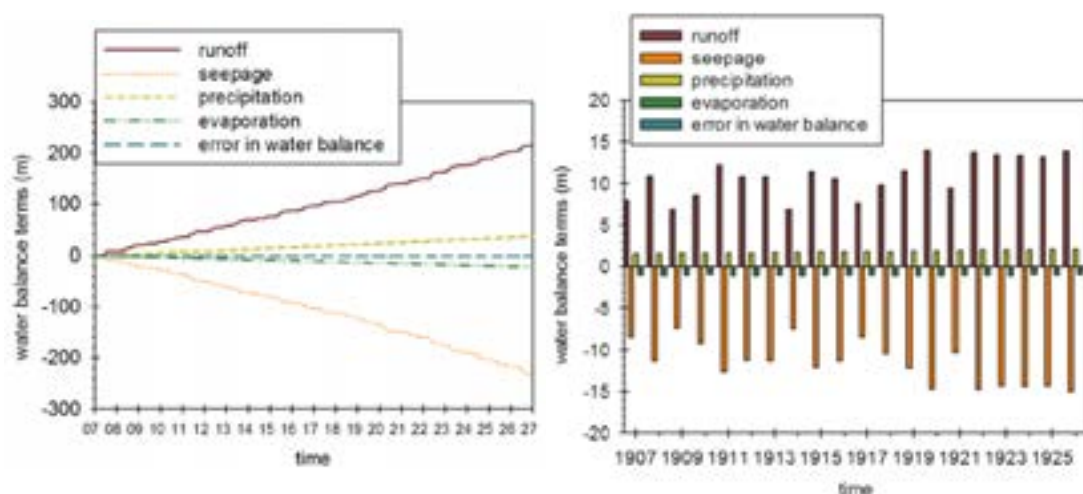 runoff
seepage
precipitation
evaporation
error in water balance
300
200
100
0
-100
-200
-300
water balance terms (m)
07 08 09 10 11 12 13 14 15 16 17 18 19 20 21 22 23 24 25 26 27
time
runoff
seepage
precipitation
evaporation
error in water balance
20
15
10
5
0
-5
-10
-15
-20
water balance terms (m)
1907 1909 1911 1913 1915 1917 1919 1921 1923 1925
time